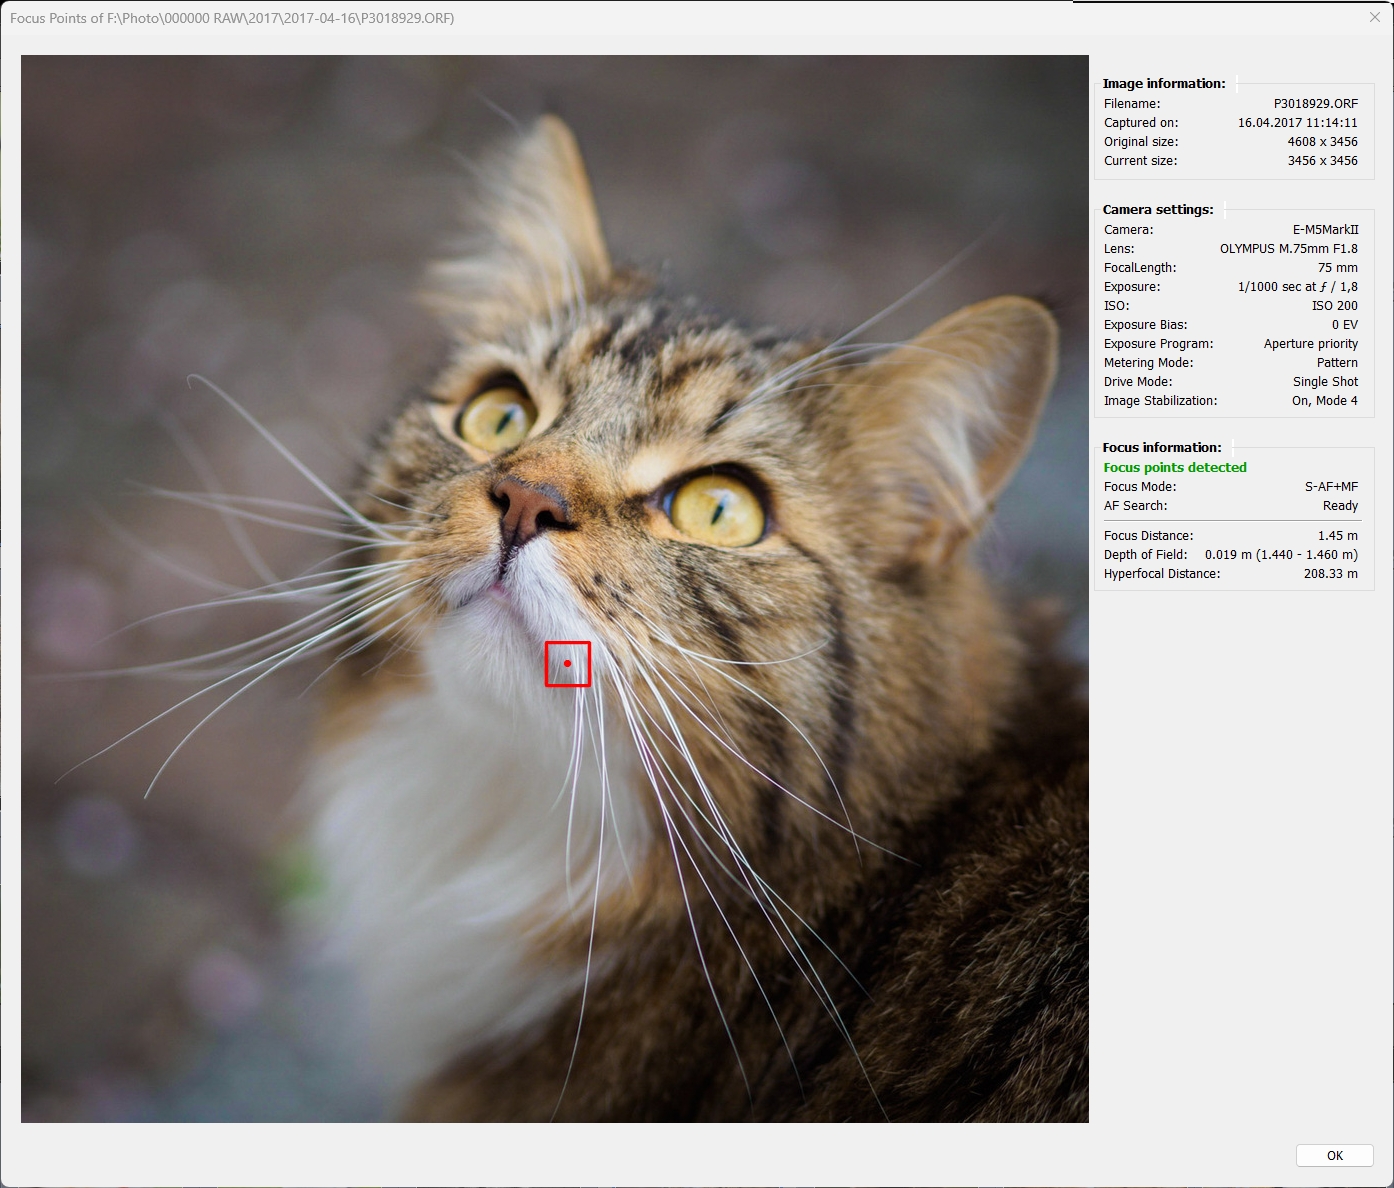 Focus Points of F:\Photo\000000 RAW\2017\2017-04-16\P3018929.ORF)
Image information:
Filename: P3018929.ORF
Captured on: 16.04.2017 11:14:11
Original size: 4608 x 3456
Current size: 3456 x 3456
Camera settings:
Camera: E-M5MarkII
Lens: OLYMPUS M.75mm F1.8
FocalLength: 75 mm
Exposure: 1/1000 sec at ƒ / 1,8
ISO: ISO 200
Exposure Bias: 0 EV
Exposure Program: Aperture priority
Metering Mode: Pattern
Drive Mode: Single Shot
Image Stabilization: On, Mode 4
Focus information:
Focus points detected
Focus Mode: S-AF+MF
AF Search: Ready
Focus Distance: 1.45 m
Depth of Field: 0.019 m (1.440 - 1.460 m)
Hyperfocal Distance: 208.33 m
OK